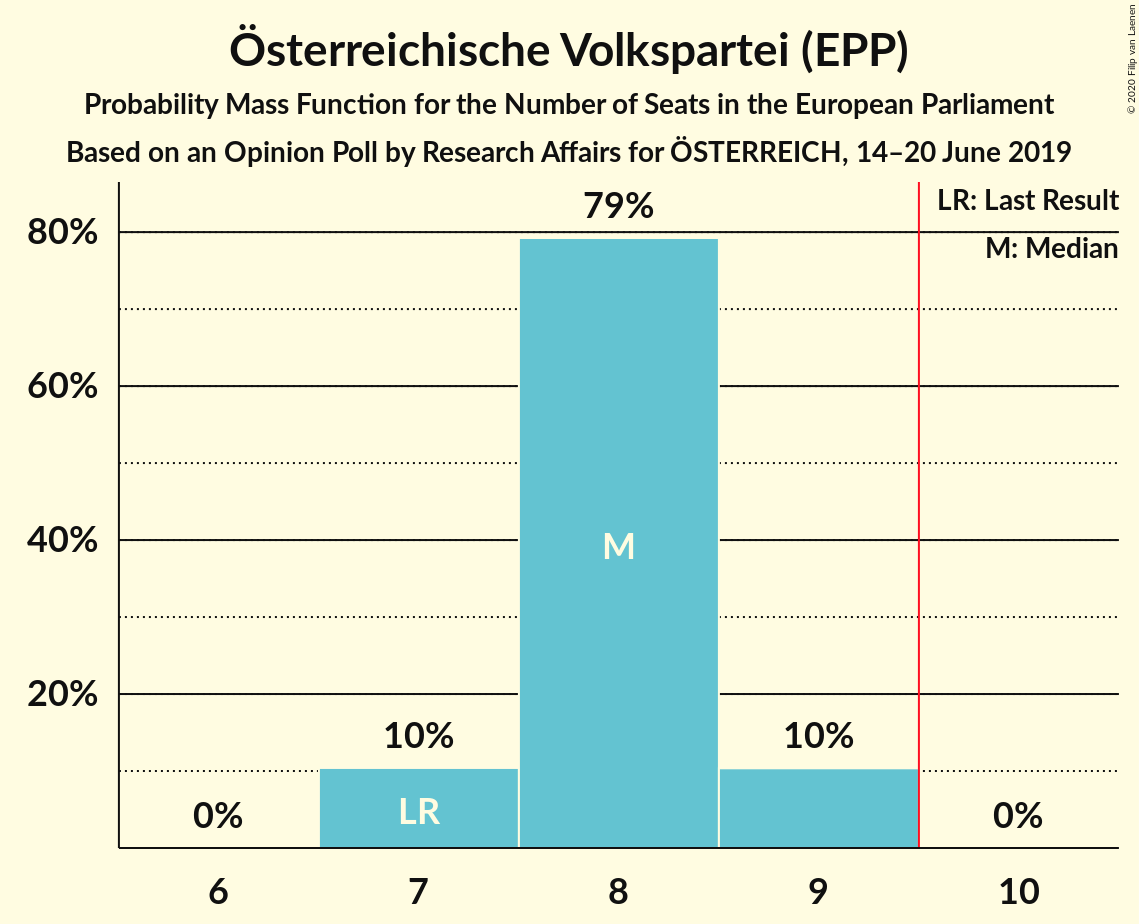 Österreichische Volkspartei (EPP)
Probability Mass Function for the Number of Seats in the European Parliament
Based on an Opinion Poll by Research Affairs for ÖSTERREICH, 14–20 June 2019
© 2020 Filip van Laenen
LR: Last Result
M: Median
80%
60%
40%
20%
0%
10%
79%
10%
0%
LR
M
6
7
8
9
10